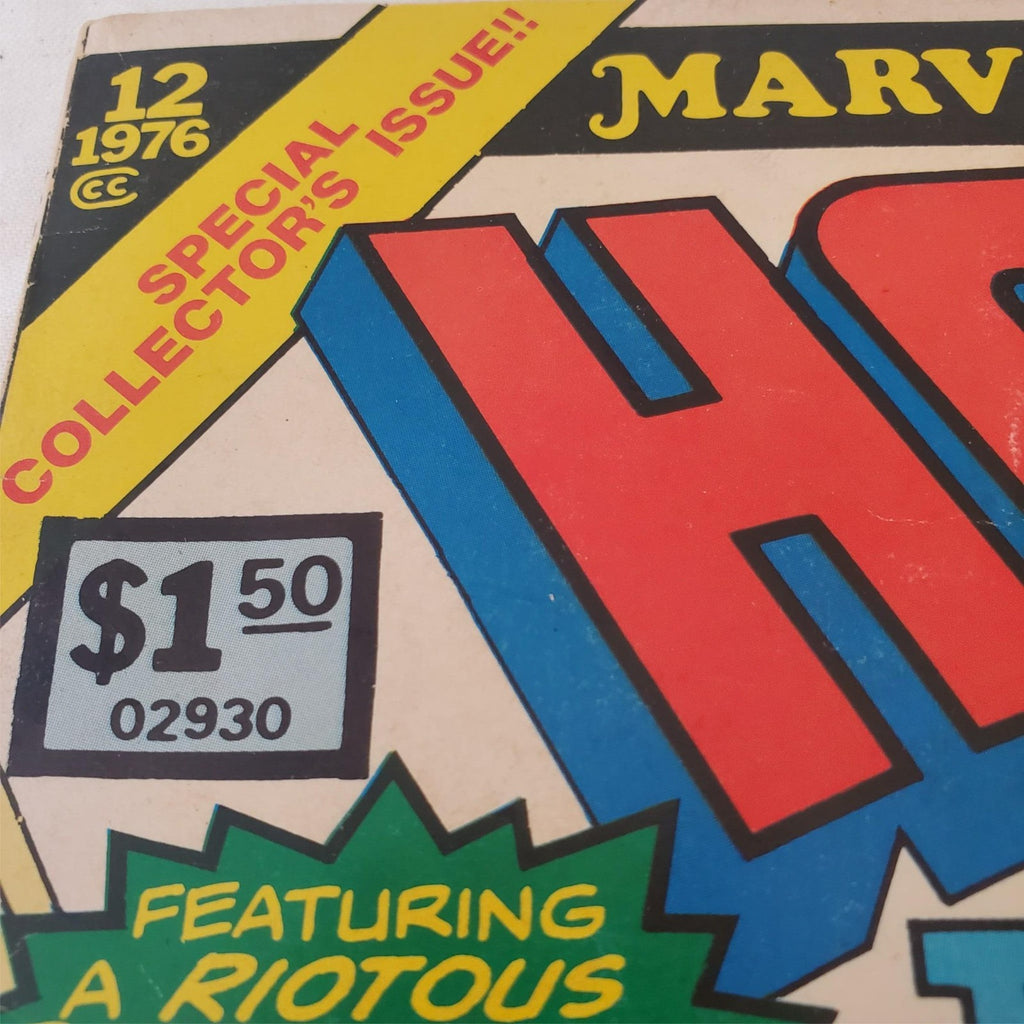 12
1976
CC
SPECIAL
COLLECTOR'S ISSUE!!
MARV
H
$1 50
02930
FEATURING
A RIOTOUS